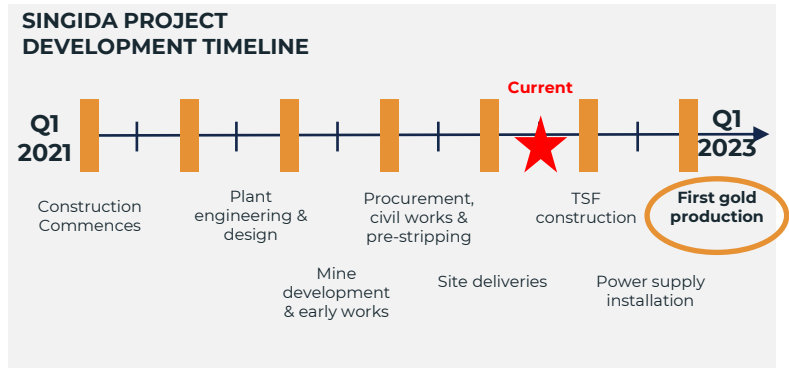 SINGIDA PROJECT
DEVELOPMENT TIMELINE
Current
Q1
2021
Q1
2023
Construction
Commences
Plant
engineering &
design
Procurement,
civil works &
pre-stripping
TSF
construction
First gold
production
Mine
development
& early works
Site deliveries
Power supply
installation